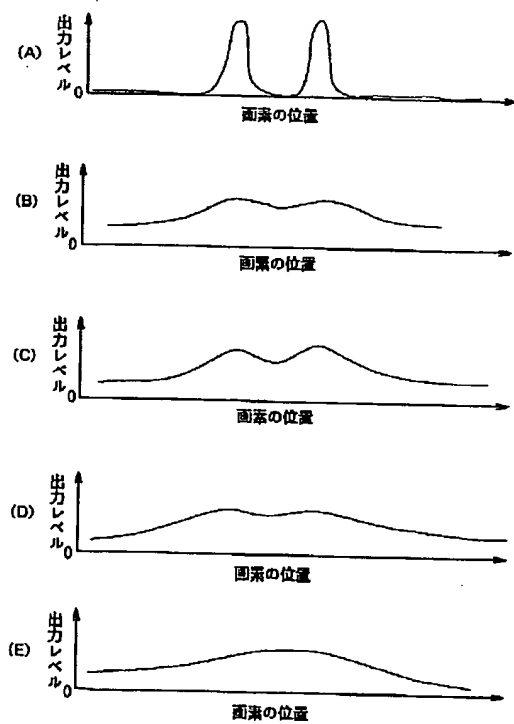 (A)
出力レベル
0
画素の位置
(B)
出力レベル
0
画素の位置
(C)
出力レベル
0
画素の位置
(D)
出力レベル
0
画素の位置
(E)
出力レベル
0
画素の位置